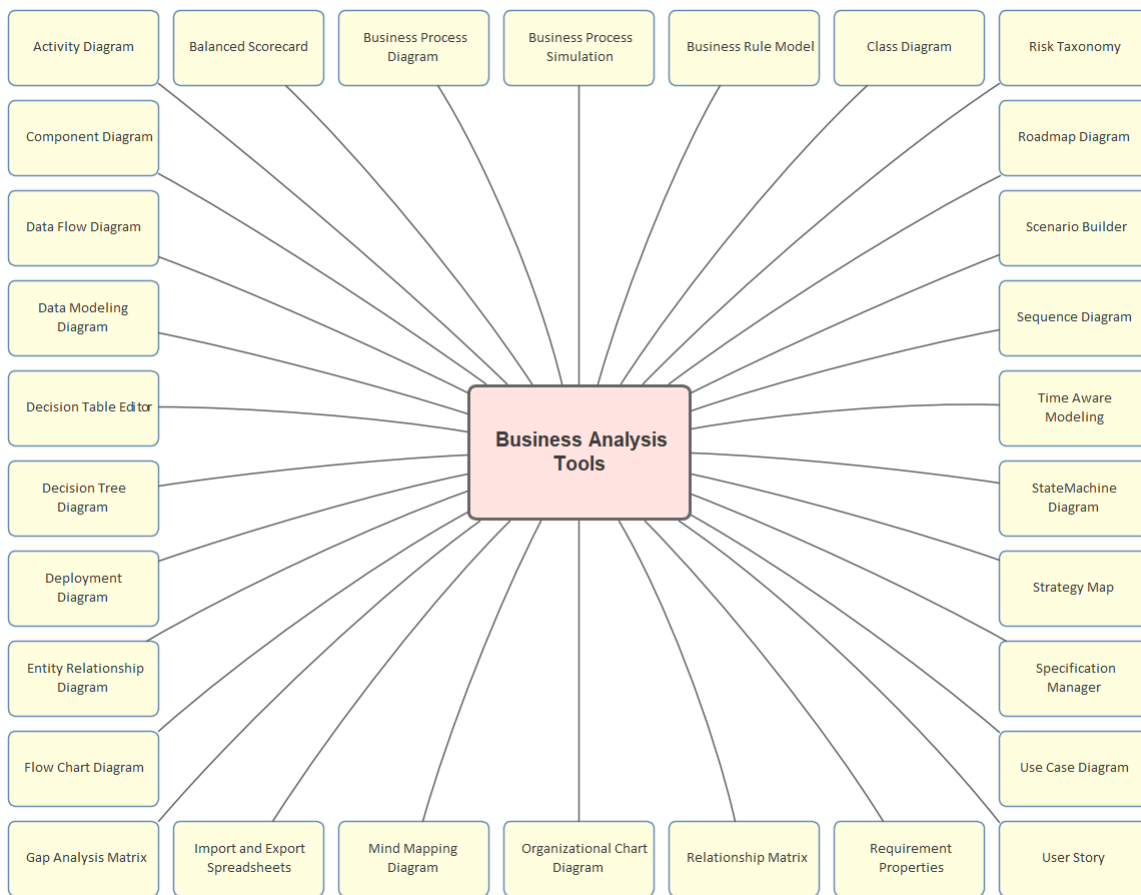 Activity Diagram
Balanced Scorecard
Business Process
Diagram
Business Process
Simulation
Business Rule Model
Class Diagram
Risk Taxonomy
Component Diagram
Roadmap Diagram
Data Flow Diagram
Scenario Builder
Data Modeling
Diagram
Sequence Diagram
Decision Table Editor
Business Analysis
Tools
Time Aware
Modeling
Decision Tree
Diagram
StateMachine
Diagram
Deployment
Diagram
Strategy Map
Entity Relationship
Diagram
Specification
Manager
Flow Chart Diagram
Use Case Diagram
Gap Analysis Matrix
Import and Export
Spreadsheets
Mind Mapping
Diagram
Organizational Chart
Diagram
Relationship Matrix
Requirement
Properties
User Story